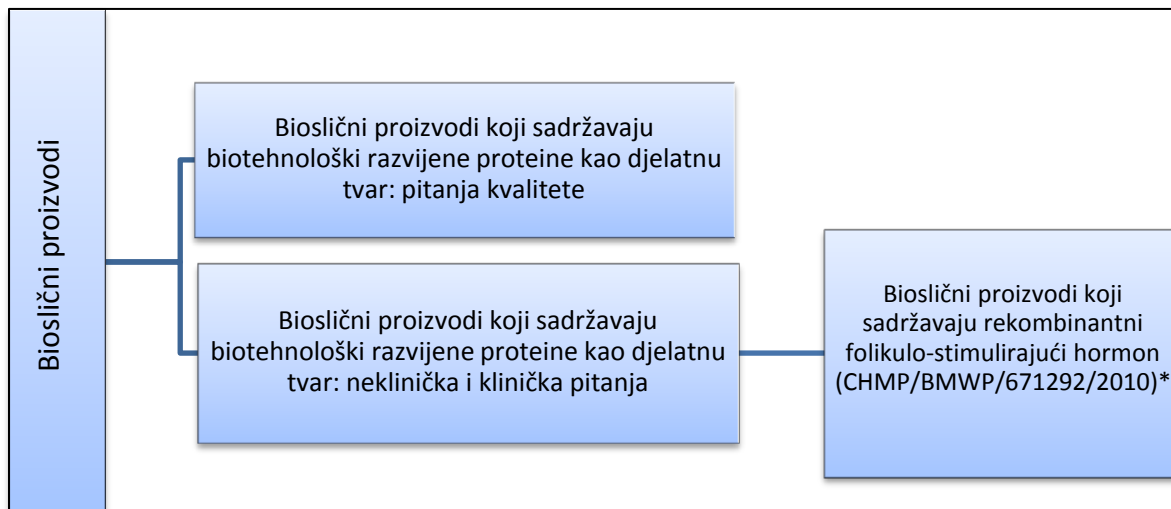 Bioslični proizvodi
Bioslični proizvodi koji sadržavaju
biotehnološki razvijene proteine kao djelatnu
tvar: pitanja kvalitete
Bioslični proizvodi koji sadržavaju
biotehnološki razvijene proteine kao djelatnu
tvar: neklinička i klinička pitanja
Bioslični proizvodi koji
sadržavaju rekombinantni
folikulo-stimulirajući hormon
(CHMP/BMWP/671292/2010)*